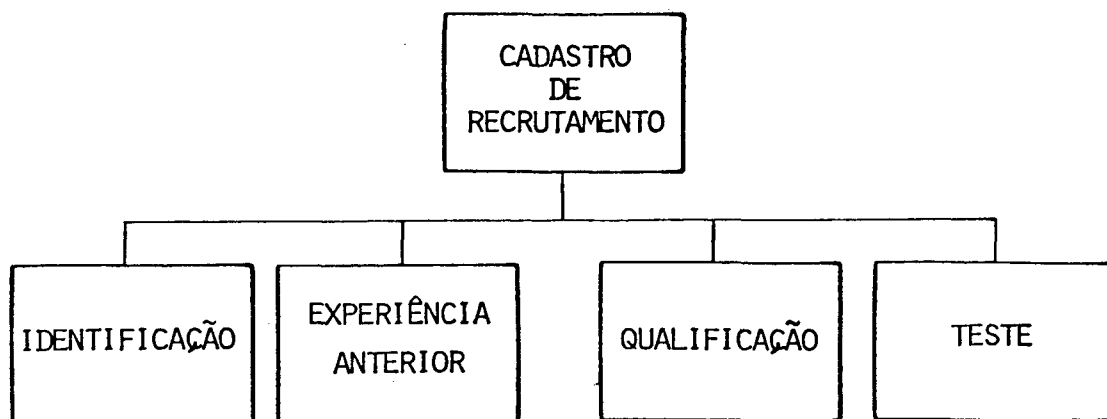 CADASTRO
DE
RECRUTAMENTO
IDENTIFICAÇÃO
EXPERIÊNCIA
ANTERIOR
QUALIFICAÇÃO
TESTE